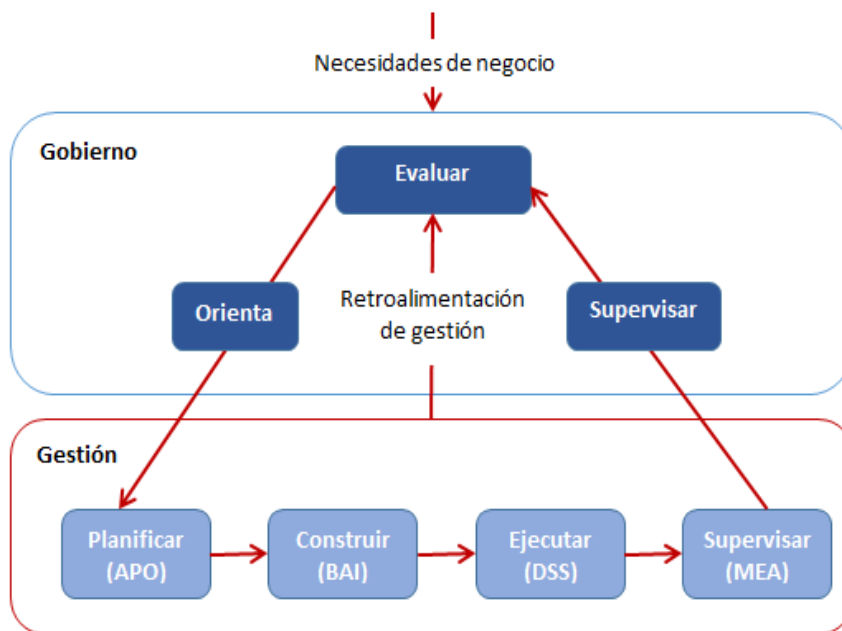 Necesidades de negocio
Gobierno
Evaluar
Orienta
Retroalimentación
de gestión
Supervisar
Gestión
Planificar
(APO)
Construir
(BAI)
Ejecutar
(DSS)
Supervisar
(MEA)